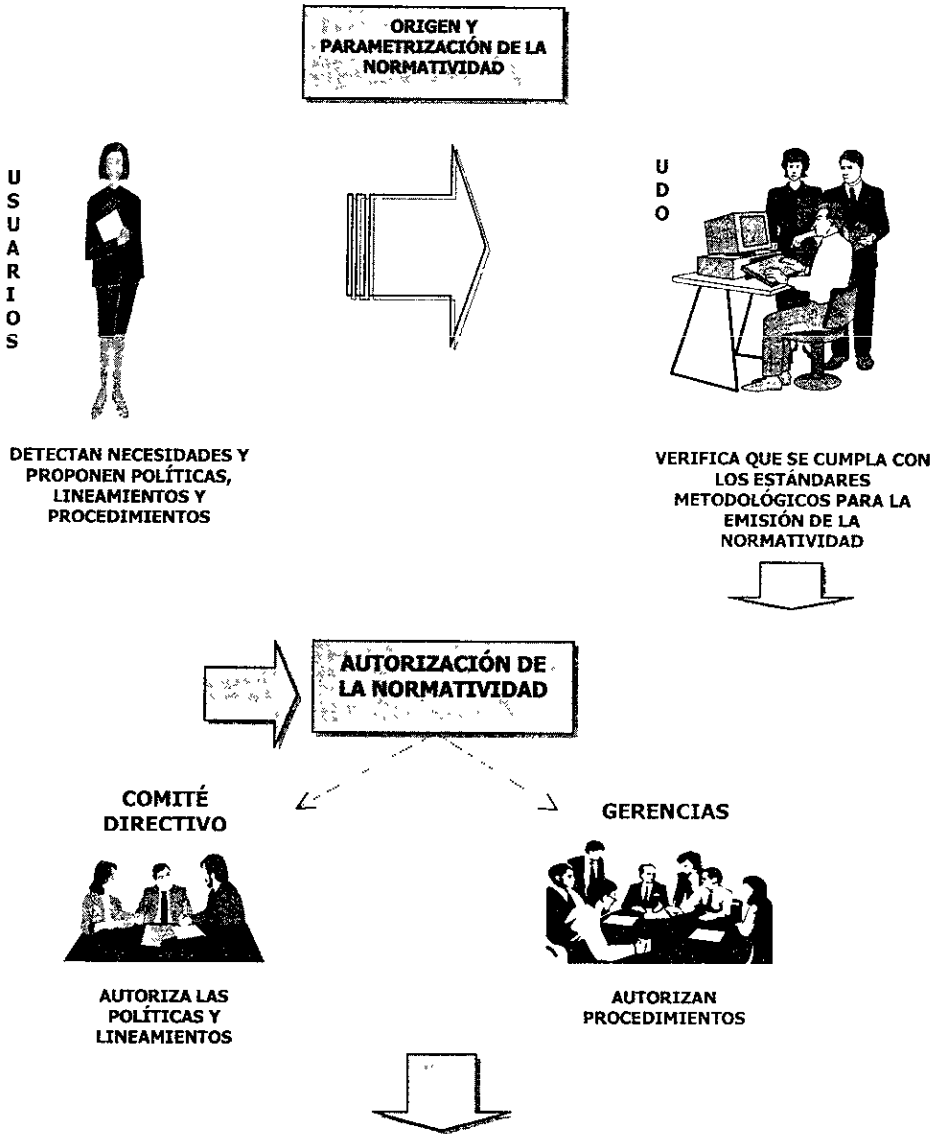 ORIGEN Y
PARAMETRIZACIÓN DE LA
NORMATIVIDAD
USUARIOS
UDO
DETECTAN NECESIDADES Y
PROPONEN POLÍTICAS,
LINEAMIENTOS Y
PROCEDIMIENTOS
VERIFICA QUE SE CUMPLA CON
LOS ESTÁNDARES
METODOLÓGICOS PARA LA
EMISIÓN DE LA
NORMATIVIDAD
AUTORIZACIÓN DE
LA NORMATIVIDAD
COMITÉ
DIRECTIVO
GERENCIAS
AUTORIZA LAS
POLÍTICAS Y
LINEAMIENTOS
AUTORIZAN
PROCEDIMIENTOS